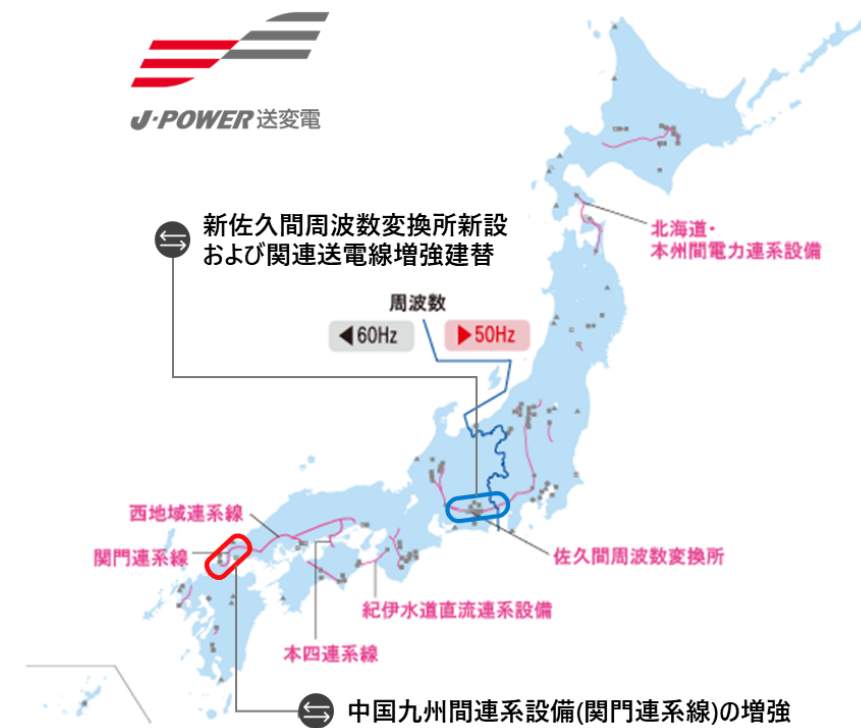 J-POWER 送変電
新佐久間周波数変換所新設
および関連送電線増強建替
周波数
◀60Hz
▶50Hz
北海道・
本州間電力連系設備
西地域連系線
関門連系線
佐久間周波数変換所
紀伊水道直流連系設備
本四連系線
中国九州間連系設備(関門連系線)の増強